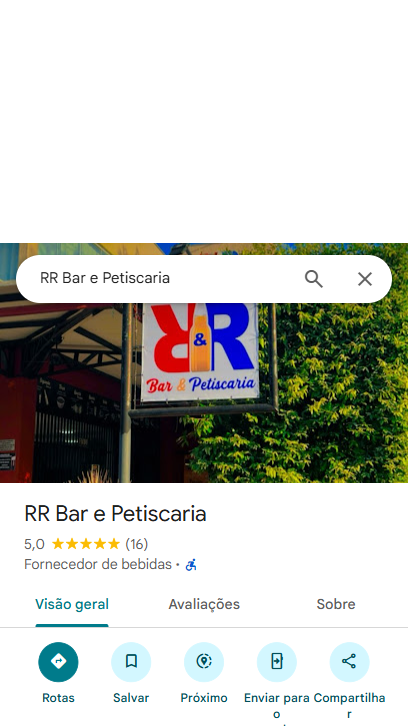 RR Bar e Petiscaria
R&R
Bar & Petiscaria
RR Bar e Petiscaria
5,0 ★★★★★ (16)
Fornecedor de bebidas ·
Visão geral Avaliações Sobre
Rotas Salvar Próximo Enviar para o Compartilhar